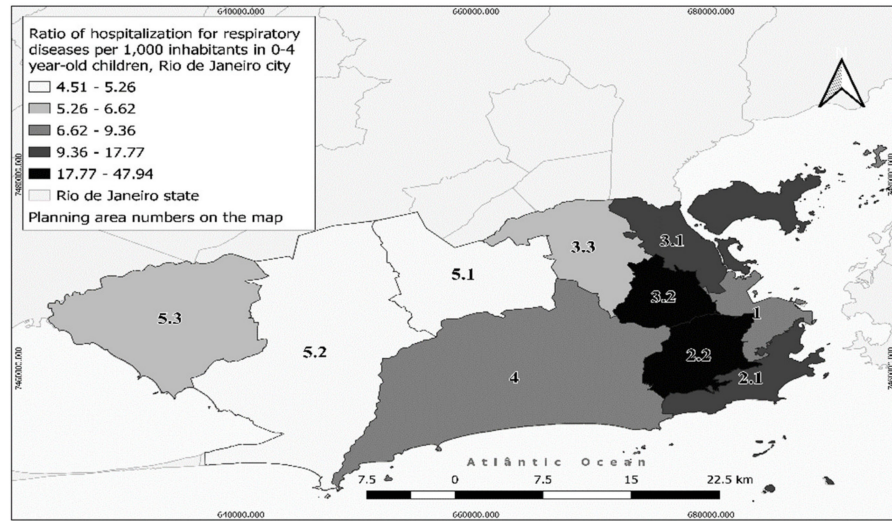 640000.000 660000.000 680000.000
Ratio of hospitalization for respiratory
diseases per 1,000 inhabitants in 0-4
year-old children, Rio de Janeiro city
4.51 - 5.26
5.26 - 6.62
6.62 - 9.36
9.36 - 17.77
17.77 - 47.94
Rio de Janeiro state
Planning area numbers on the map
N
7480000.000
3.1
3.3
5.1
3.2
1
5.3
5.2
2.2
7460000.000
4
2.1
Atlântic Ocean
7.5 0 7.5 15 22.5 km
640000.000 660000.000 680000.000